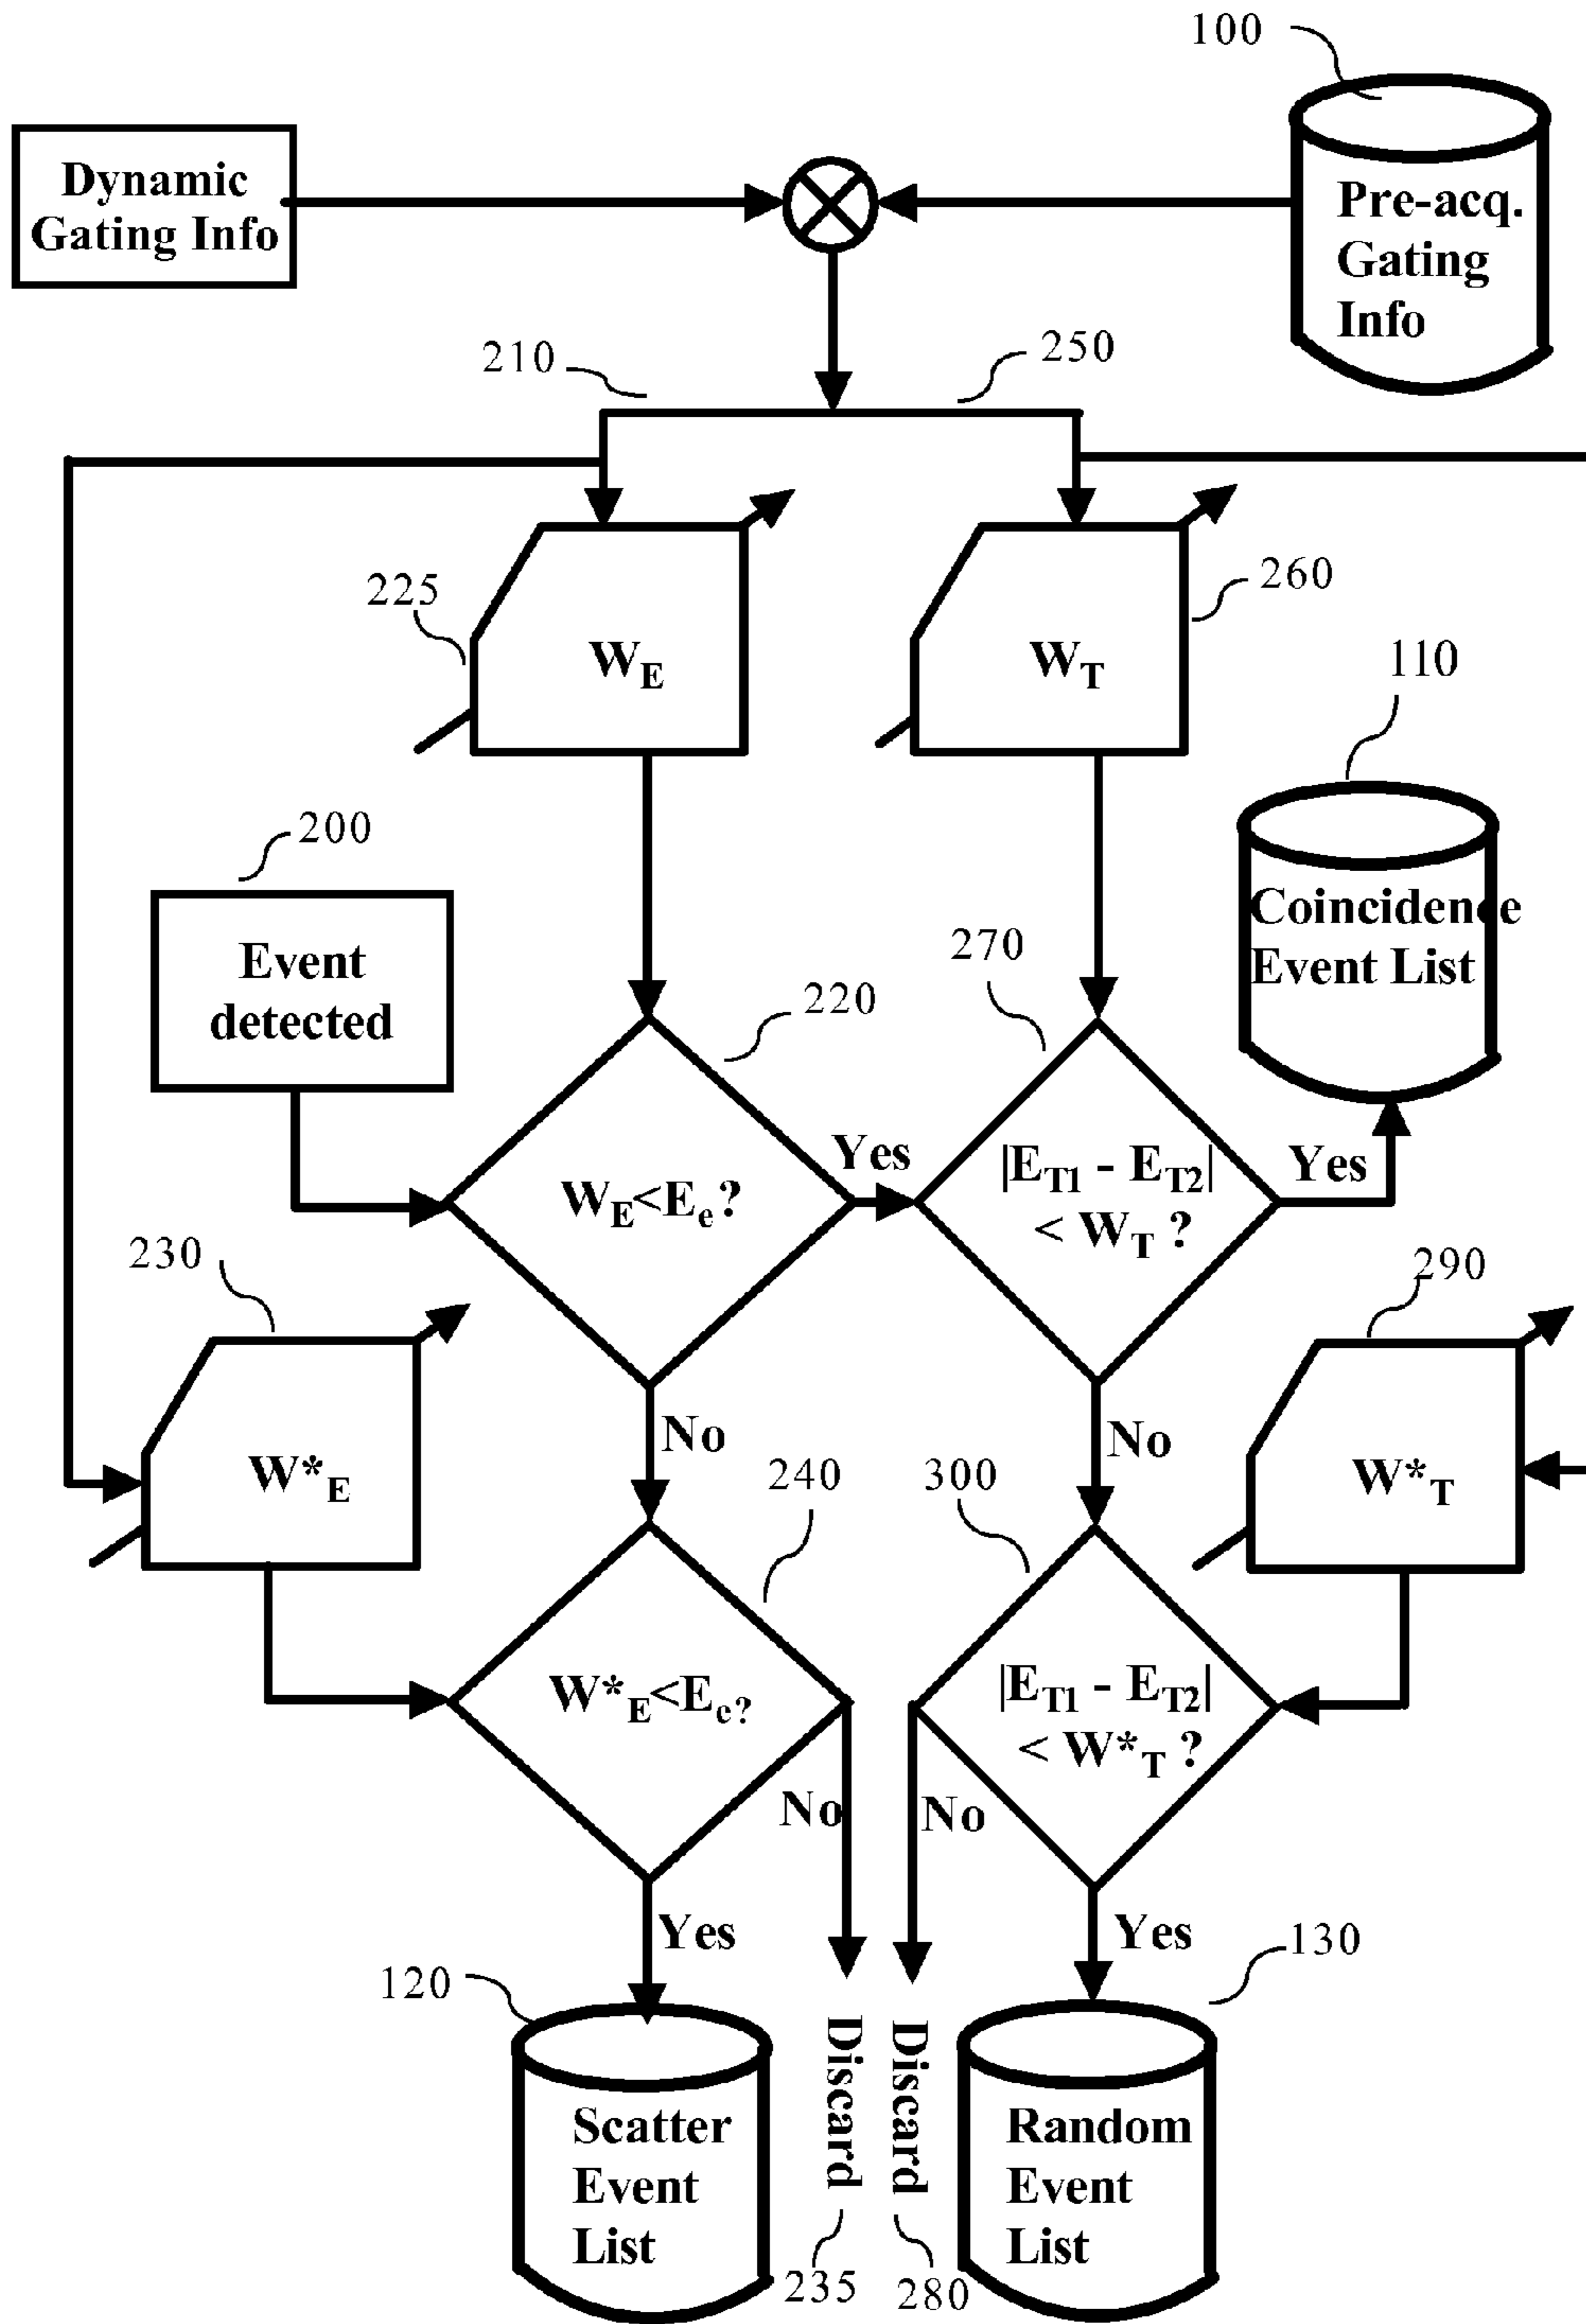 100
Dynamic
Gating Info
Pre-acq.
Gating
Info
210
250
225
W_E
W_T
260
110
200
Coincidence
Event List
Event
detected
270
220
Yes
|E_T1 - E_T2|
< W_T ?
Yes
W_E<E_e?
230
290
No
No
W*_E
240
300
W*_T
W*_E<E_e?
|E_T1 - E_T2|
< W*_T ?
No
No
Yes
Yes
130
120
Discard
Discard
Scatter
Event
List
Random
Event
List
235
280